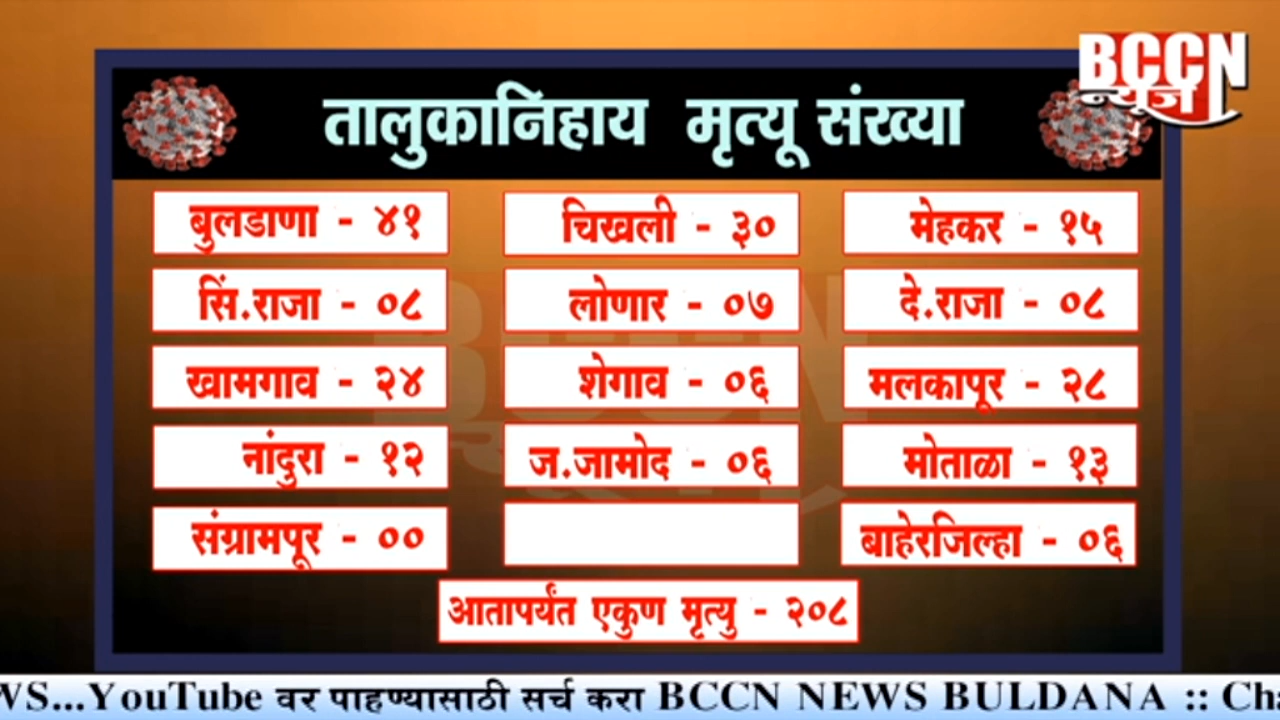 BCCN
न्यूज
तालुकानिहाय मृत्यू संख्या
बुलडाणा - ४१
चिखली - ३०
मेहकर - १५
सिं.राजा - ०८
लोणार - ०७
दे.राजा - ०८
खामगाव - २४
शेगाव - ०६
मलकापूर - २८
नांदुरा - १२
ज.जामोद - ०६
मोताळा - १३
संग्रामपूर - ००
बाहेरजिल्हा - ०६
आतापर्यंत एकुण मृत्यु - २०८
WS...YouTube वर पाहण्यासाठी सर्च करा BCCN NEWS BULDANA :: Cha